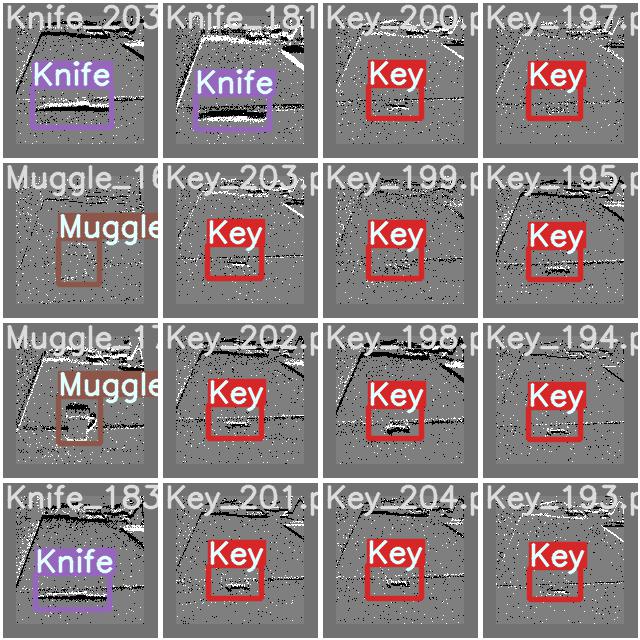 Knife_203
Knife_181
Key_200.p
Key_197.p
Knife
Knife
Key
Key
Muggle_16
Key_203.p
Key_199.p
Key_195.p
Muggle
Key
Key
Key
Muggle_17
Key_202.p
Key_198.p
Key_194.p
Muggle
Key
Key
Key
Knife_183
Key_201.p
Key_204.p
Key_193.p
Knife
Key
Key
Key